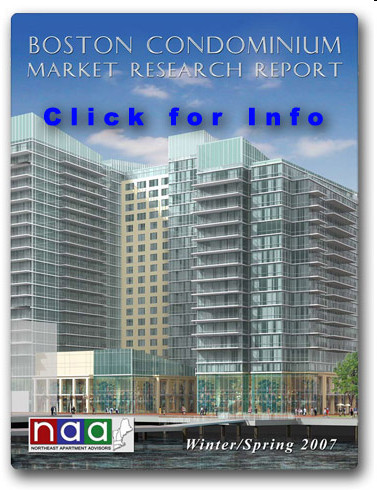 BOSTON CONDOMINIUM
MARKET RESEARCH REPORT
Click for Info
naa
NORTHEAST APARTMENT ADVISORS
Winter/Spring 2007